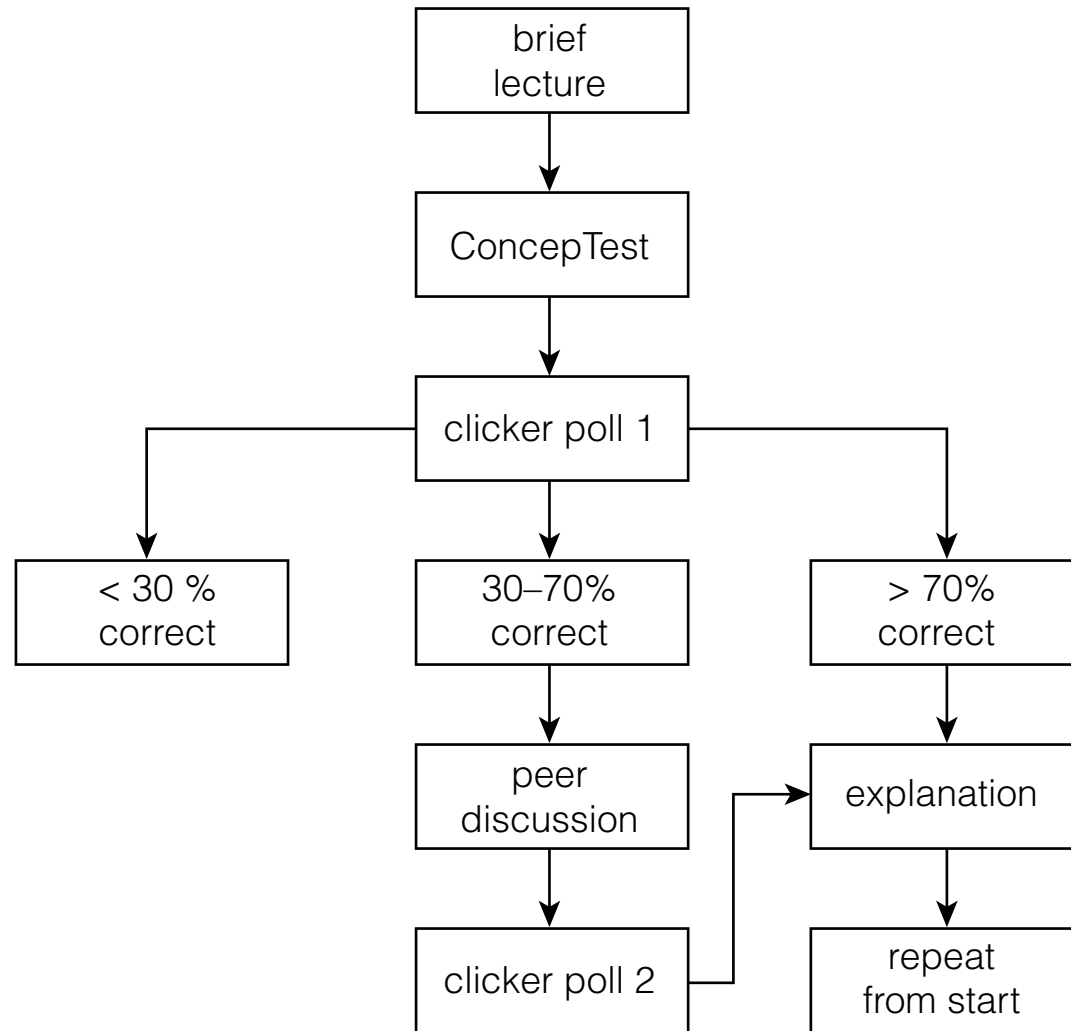 brief
lecture
ConcepTest
clicker poll 1
< 30 %
correct
30–70%
correct
> 70%
correct
peer
discussion
explanation
clicker poll 2
repeat
from start